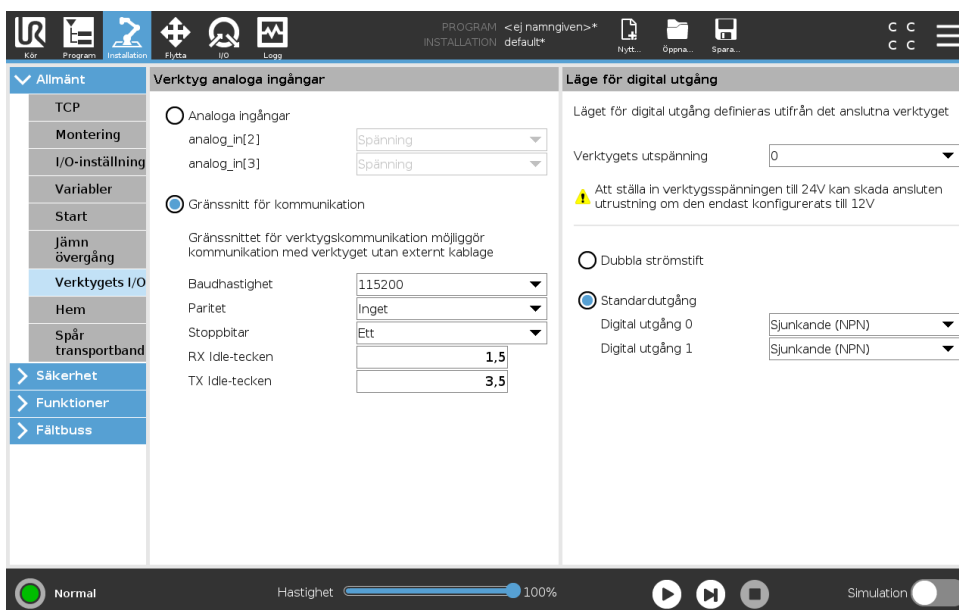 UR
Kör
Program
Installation
Flytta
I/O
Logg
PROGRAM <ej namngiven>*
INSTALLATION default*
Nytt...
Öppna...
Spara...
C C
C C
Allmänt
TCP
Montering
I/O-inställning
Variabler
Start
Jämn
övergång
Verktygets I/O
Hem
Spår
transportband
Säkerhet
Funktioner
Fältbuss
Verktyg analoga ingångar
Analoga ingångar
analog_in[2] Spänning
analog_in[3] Spänning
Gränssnitt för kommunikation
Gränssnittet för verktygskommunikation möjliggör
kommunikation med verktyget utan externt kablage
Baudhastighet 115200
Paritet Inget
Stoppbitar Ett
RX Idle-tecken 1,5
TX Idle-tecken 3,5
Läge för digital utgång
Läget för digital utgång definieras utifrån det anslutna verktyget
Verktygets utspänning 0
Att ställa in verktygsspänningen till 24V kan skada ansluten
utrustning om den endast konfigurerats till 12V
Dubbla strömstift
Standardutgång
Digital utgång 0 Sjunkande (NPN)
Digital utgång 1 Sjunkande (NPN)
Normal
Hastighet 100%
Simulation